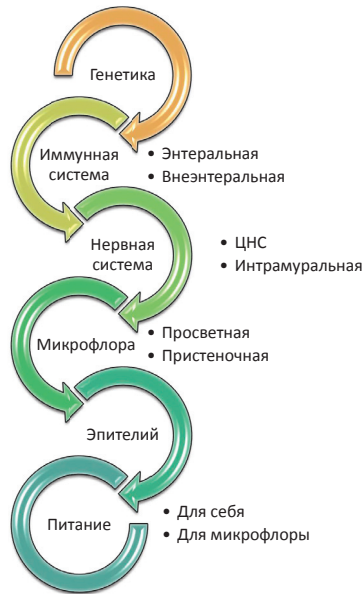 Генетика
Иммунная
система
• Энтеральная
• Внеэнтеральная
Нервная
система
• ЦНС
• Интрамуральная
Микрофлора
• Просветная
• Пристеночная
Эпителий
Питание
• Для себя
• Для микрофлоры